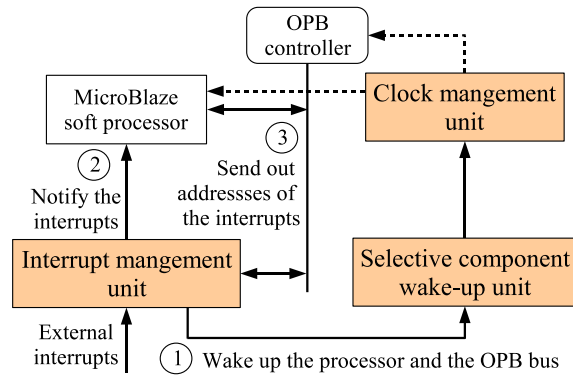 OPB
controller
MicroBlaze
soft processor
Clock mangement
unit
3
2
Send out
addressses of
the interrupts
Notify the
interrupts
Interrupt mangement
unit
Selective component
wake-up unit
External
interrupts
1 Wake up the processor and the OPB bus